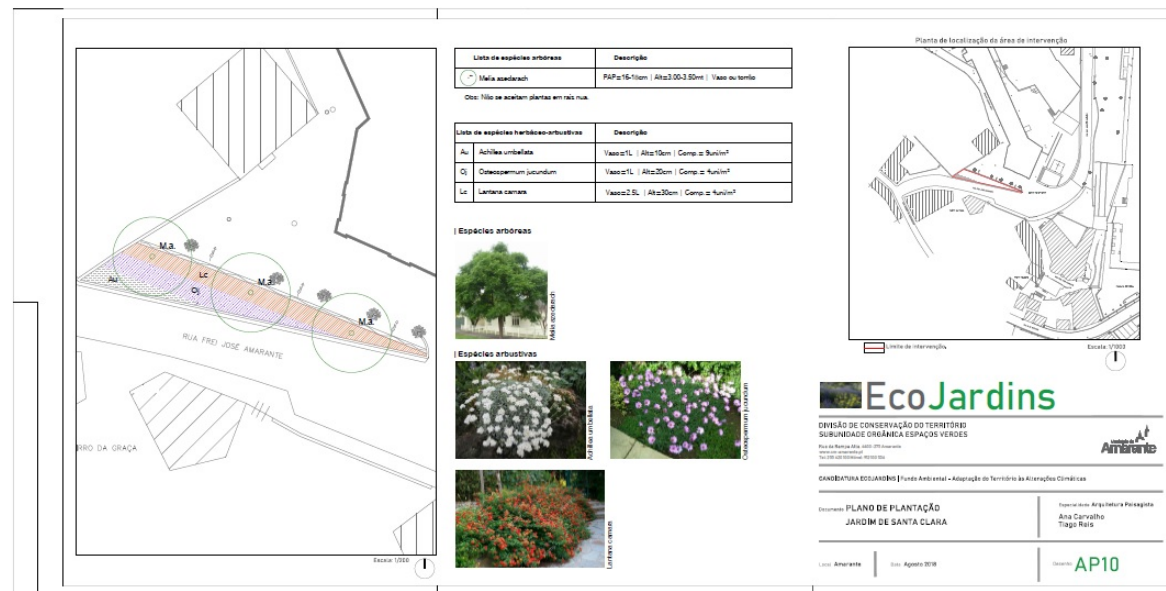 M.a.
Lc
M.a.
Au
Oj
M.a.
RUA FREI JOSÉ AMARANTE
RRO DA GRAÇA
Escala: 1/200
Lista de espécies arbóreas
Descrição
Melia azedarach
Alt=3.00-3.50mt | Vaso ou torrão
Obs: Não se aceitam plantas em raiz nua.
Lista de espécies herbáceo-arbustivas
Descrição
Au
Achillea umbellata
Vaso=1L | Alt=10cm | Comp.= 9uni/m²
Oj
Osteospermum jucundum
Vaso=1L | Alt=20cm | Comp.= 4uni/m²
Lc
Lantana camara
Vaso=2.5L | Alt=30cm | Comp.= 4uni/m²
| Espécies arbóreas
Melia azedarach
| Espécies arbustivas
Achillea umbellata
Osteospermum jucundum
Lantana camara
Planta de localização da área de intervenção
Limite de intervenção.
Escala: 1/1000
EcoJardins
DIVISÃO DE CONSERVAÇÃO DO TERRITÓRIO
SUBUNIDADE ORGÂNICA ESPAÇOS VERDES
Amarante
CANDIDATURA ECOJARDINS | Fundo Ambiental - Adaptação do Território às Alterações Climáticas
Documento PLANO DE PLANTAÇÃO
JARDIM DE SANTA CLARA
Especialidade Arquitetura Paisagista
Ana Carvalho
Tiago Reis
Local Amarante
Data Agosto 2018
Desenho AP10